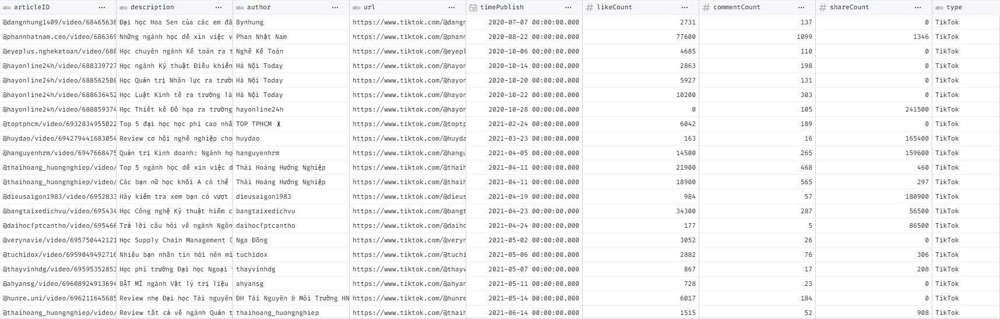 abc articleID ... abc description ... abc author ... abc url ... timePublish ... # likeCount ... # commentCount ... # shareCount ... abc type
@dangnhung1409/video/68465636 Đại học Hoa Sen của các em đâ Bynhung https://www.tiktok.com/@dangn 2020-07-07 00:00:00.000 2731 137 0 TikTok
@phannhatnam.ceo/video/686369 Những ngành học dễ xin việc v Phan Nhật Nam https://www.tiktok.com/@phann 2020-08-22 00:00:00.000 77600 1099 1346 TikTok
@eyeplus.ngheketoan/video/688 Học chuyên ngành Kế toán ra t Nghề Kế Toán https://www.tiktok.com/@eyepl 2020-10-06 00:00:00.000 4685 110 0 TikTok
@hayonline24h/video/688339727 Học ngành Kỹ thuật Điều khiển Hà Nội Today https://www.tiktok.com/@hayon 2020-10-14 00:00:00.000 2863 198 0 TikTok
@hayonline24h/video/688562508 Học Quản trị Nhân lực ra trườn Hà Nội Today https://www.tiktok.com/@hayon 2020-10-20 00:00:00.000 5927 131 0 TikTok
@hayonline24h/video/688636452 Học Luật Kinh tế ra trường là Hà Nội Today https://www.tiktok.com/@hayon 2020-10-22 00:00:00.000 10200 303 0 TikTok
@hayonline24h/video/688859374 Học Thiết kế Đồ họa ra trường hayonline24h https://www.tiktok.com/@hayon 2020-10-28 00:00:00.000 0 105 241500 TikTok
@toptphcm/video/6932834955022 Top 5 đại học học phí cao nhấ TOP TPHCM 🎗 https://www.tiktok.com/@toptp 2021-02-24 00:00:00.000 6042 189 0 TikTok
@huydao/video/694279441683054 Review cơ hội nghề nghiệp cho huydao https://www.tiktok.com/@huyda 2021-03-23 00:00:00.000 163 16 165400 TikTok
@hanguyenhrm/video/6947668475 Quản trị Kinh doanh: Ngành họ hanguyenhrm https://www.tiktok.com/@hangu 2021-04-05 00:00:00.000 14500 265 159600 TikTok
@thaihoang_huongnghiep/video/ Top 5 ngành học dễ xin việc d Thái Hoàng Hướng Nghiệp https://www.tiktok.com/@thaih 2021-04-11 00:00:00.000 21900 468 460 TikTok
@thaihoang_huongnghiep/video/ Các bạn nữ học khối A có thể Thái Hoàng Hướng Nghiệp https://www.tiktok.com/@thaih 2021-04-11 00:00:00.000 18900 565 297 TikTok
@dieusaigon1983/video/6952833 Hãy kiểm tra xem bạn có vượt dieusaigon1983 https://www.tiktok.com/@dieus 2021-04-19 00:00:00.000 984 57 180900 TikTok
@bangtaixedichvu/video/695434 Học Công nghệ Kỹ thuật hiếm c bangtaixedichvu https://www.tiktok.com/@bangt 2021-04-23 00:00:00.000 34300 287 56500 TikTok
@daihocfptcantho/video/695466 Trả lời câu hỏi về ngành Ngôn daihocfptcantho https://www.tiktok.com/@daiho 2021-04-24 00:00:00.000 177 5 86500 TikTok
@verynavie/video/695750442121 Học Supply Chain Management ( Nga Đồng https://www.tiktok.com/@veryn 2021-05-02 00:00:00.000 3052 26 0 TikTok
@tuchidox/video/6959049492716 Nhiều bạn nhắn tin hỏi nên mì tuchidox https://www.tiktok.com/@tuchi 2021-05-06 00:00:00.000 2882 76 306 TikTok
@thayvinhdg/video/69595352853 Học phí trường Đại học Ngoại thayvinhdg https://www.tiktok.com/@thayv 2021-05-07 00:00:00.000 867 17 208 TikTok
@ahyansg/video/69608924913694 BẬT MÍ ngành Vật lý trị liệu ahyansg https://www.tiktok.com/@ahyan 2021-05-11 00:00:00.000 728 23 0 TikTok
@hunre.uni/video/696211645685 Review nhẹ Đại học Tài nguyên ĐH Tài Nguyên & Môi Trường HN https://www.tiktok.com/@hunre 2021-05-14 00:00:00.000 6017 184 0 TikTok
@thaihoang_huongnghiep/video/ Review tất cả về ngành Quản t thaihoang_huongnghiep https://www.tiktok.com/@thaih 2021-06-14 00:00:00.000 1515 52 908 TikTok